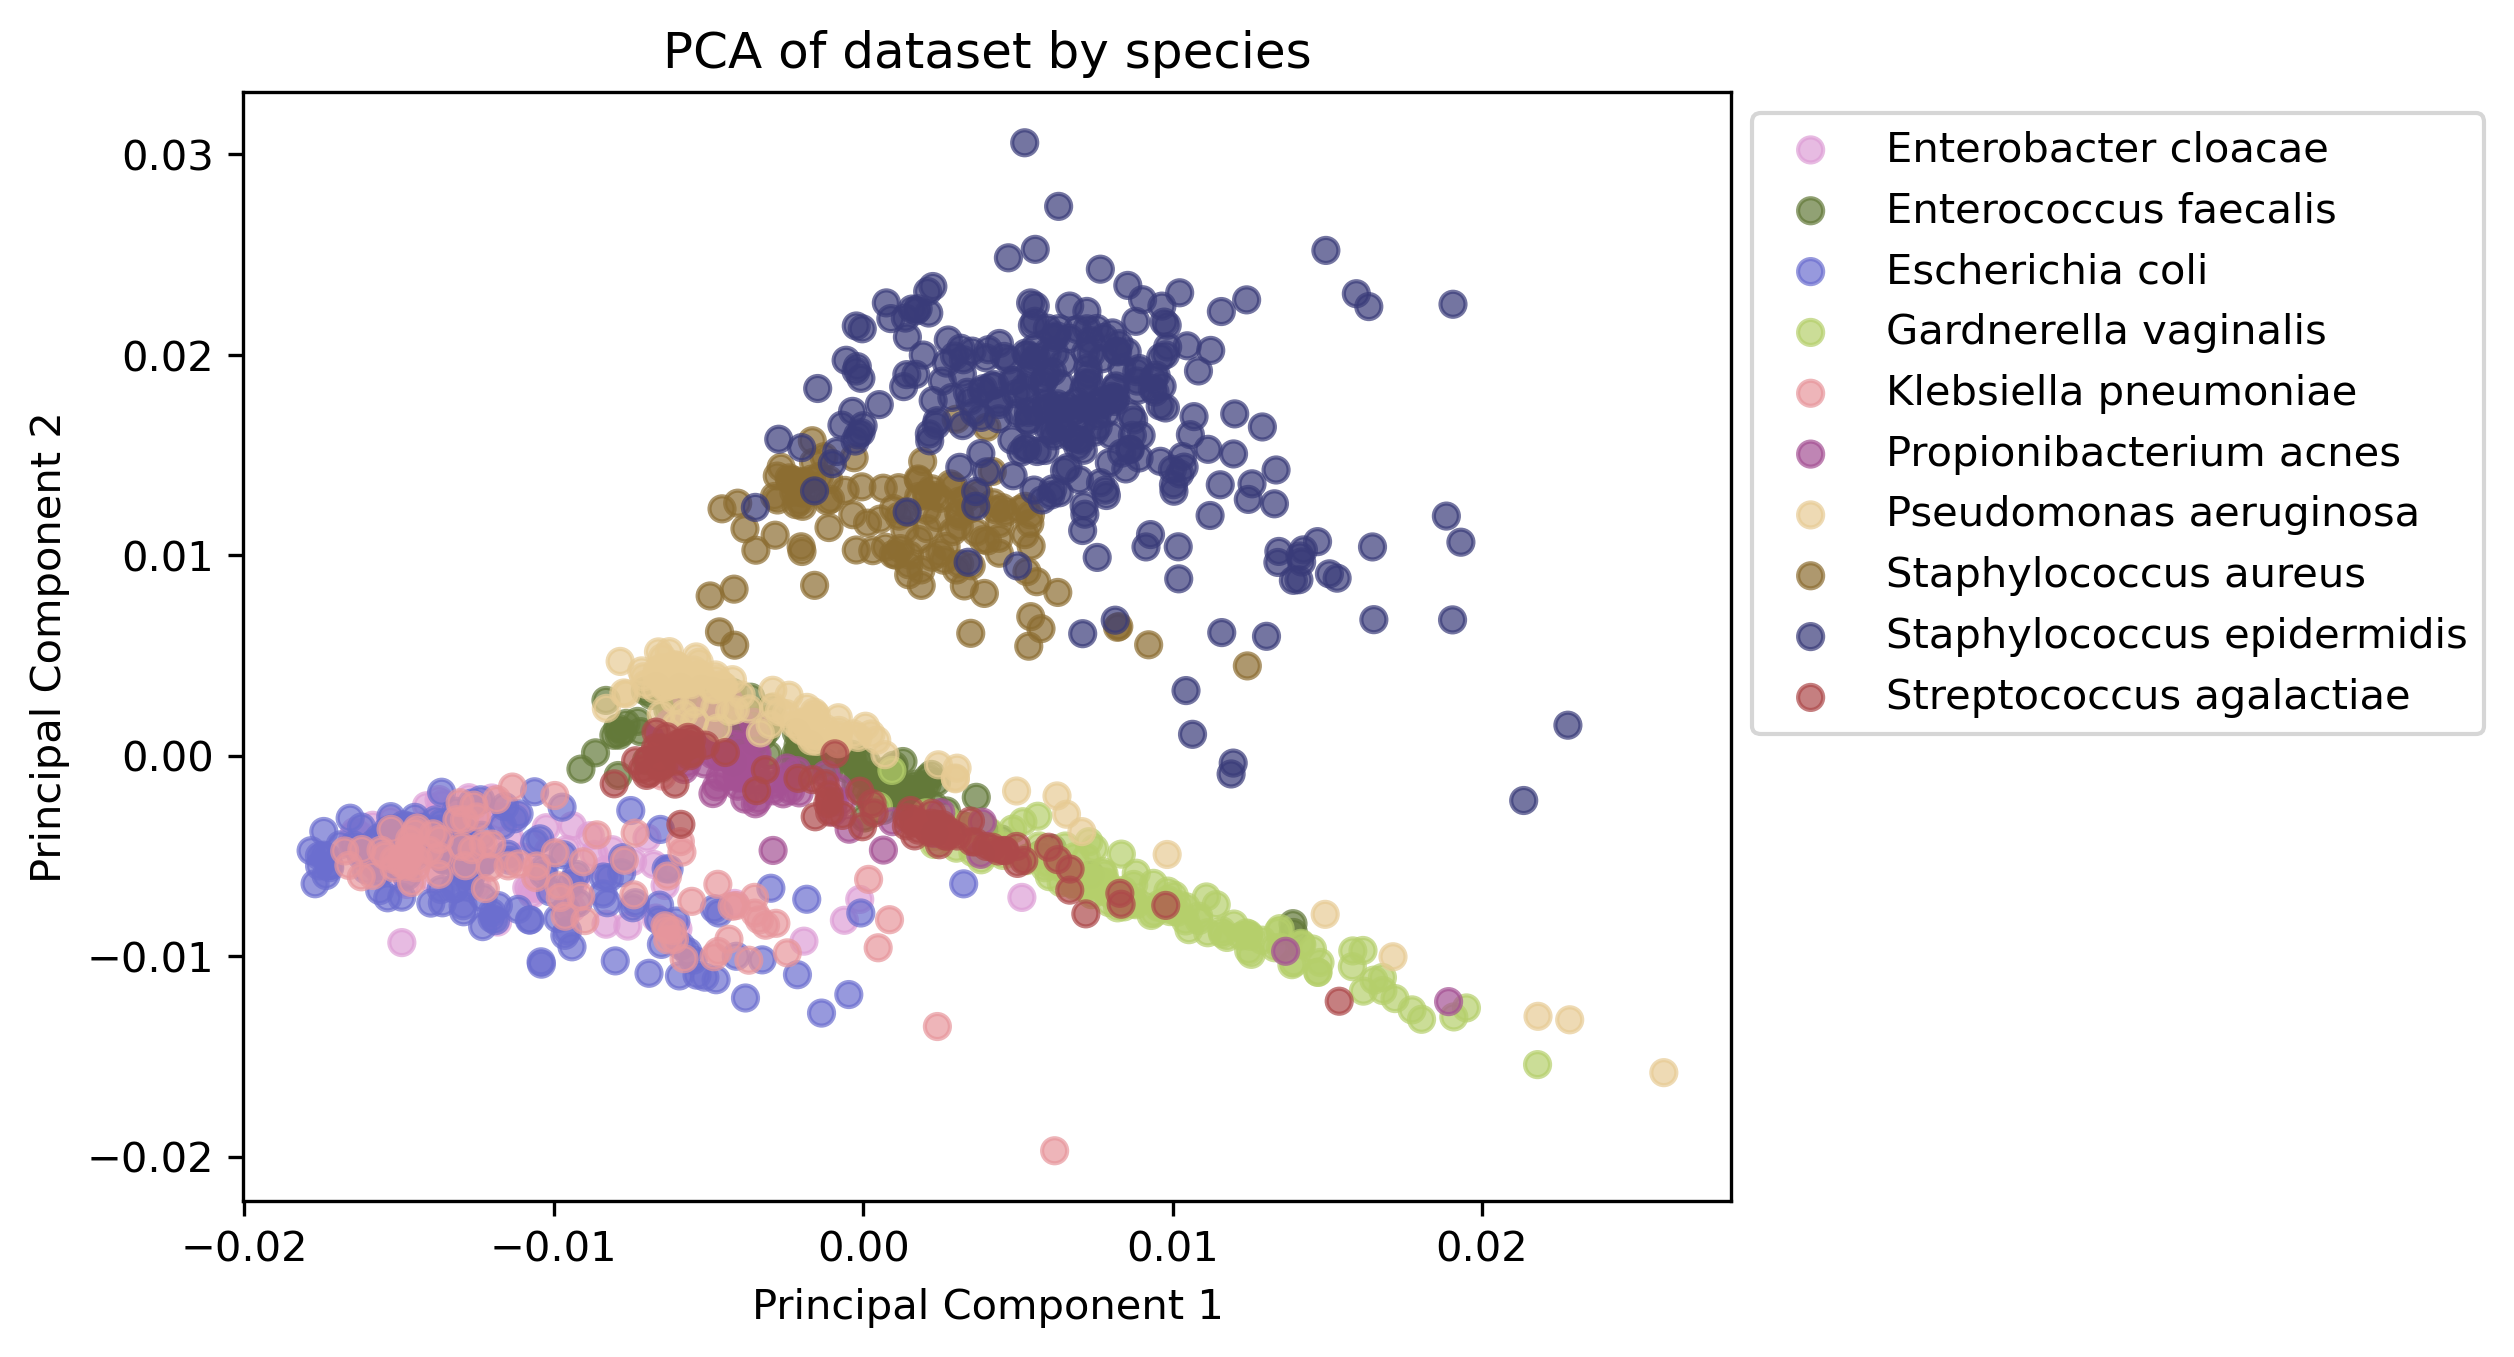 PCA of dataset by species
0.03
0.02
0.01
0.00
−0.01
−0.02
Principal Component 2
−0.02
−0.01
0.00
0.01
0.02
Principal Component 1
Enterobacter cloacae
Enterococcus faecalis
Escherichia coli
Gardnerella vaginalis
Klebsiella pneumoniae
Propionibacterium acnes
Pseudomonas aeruginosa
Staphylococcus aureus
Staphylococcus epidermidis
Streptococcus agalactiae